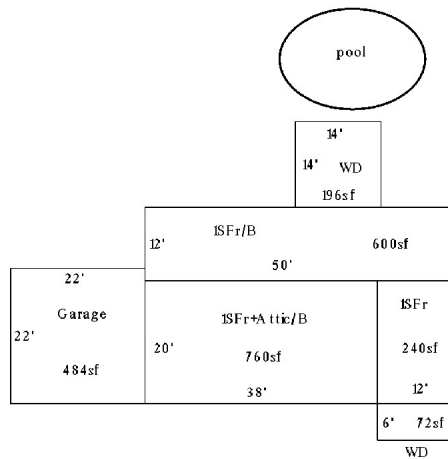 pool
14'
14' WD
196sf
1SFr/B
12' 600sf
50'
22'
Garage
22'
484sf
1SFr+Attic/B
20' 760sf
38'
1SFr
240sf
12'
6' 72sf
WD